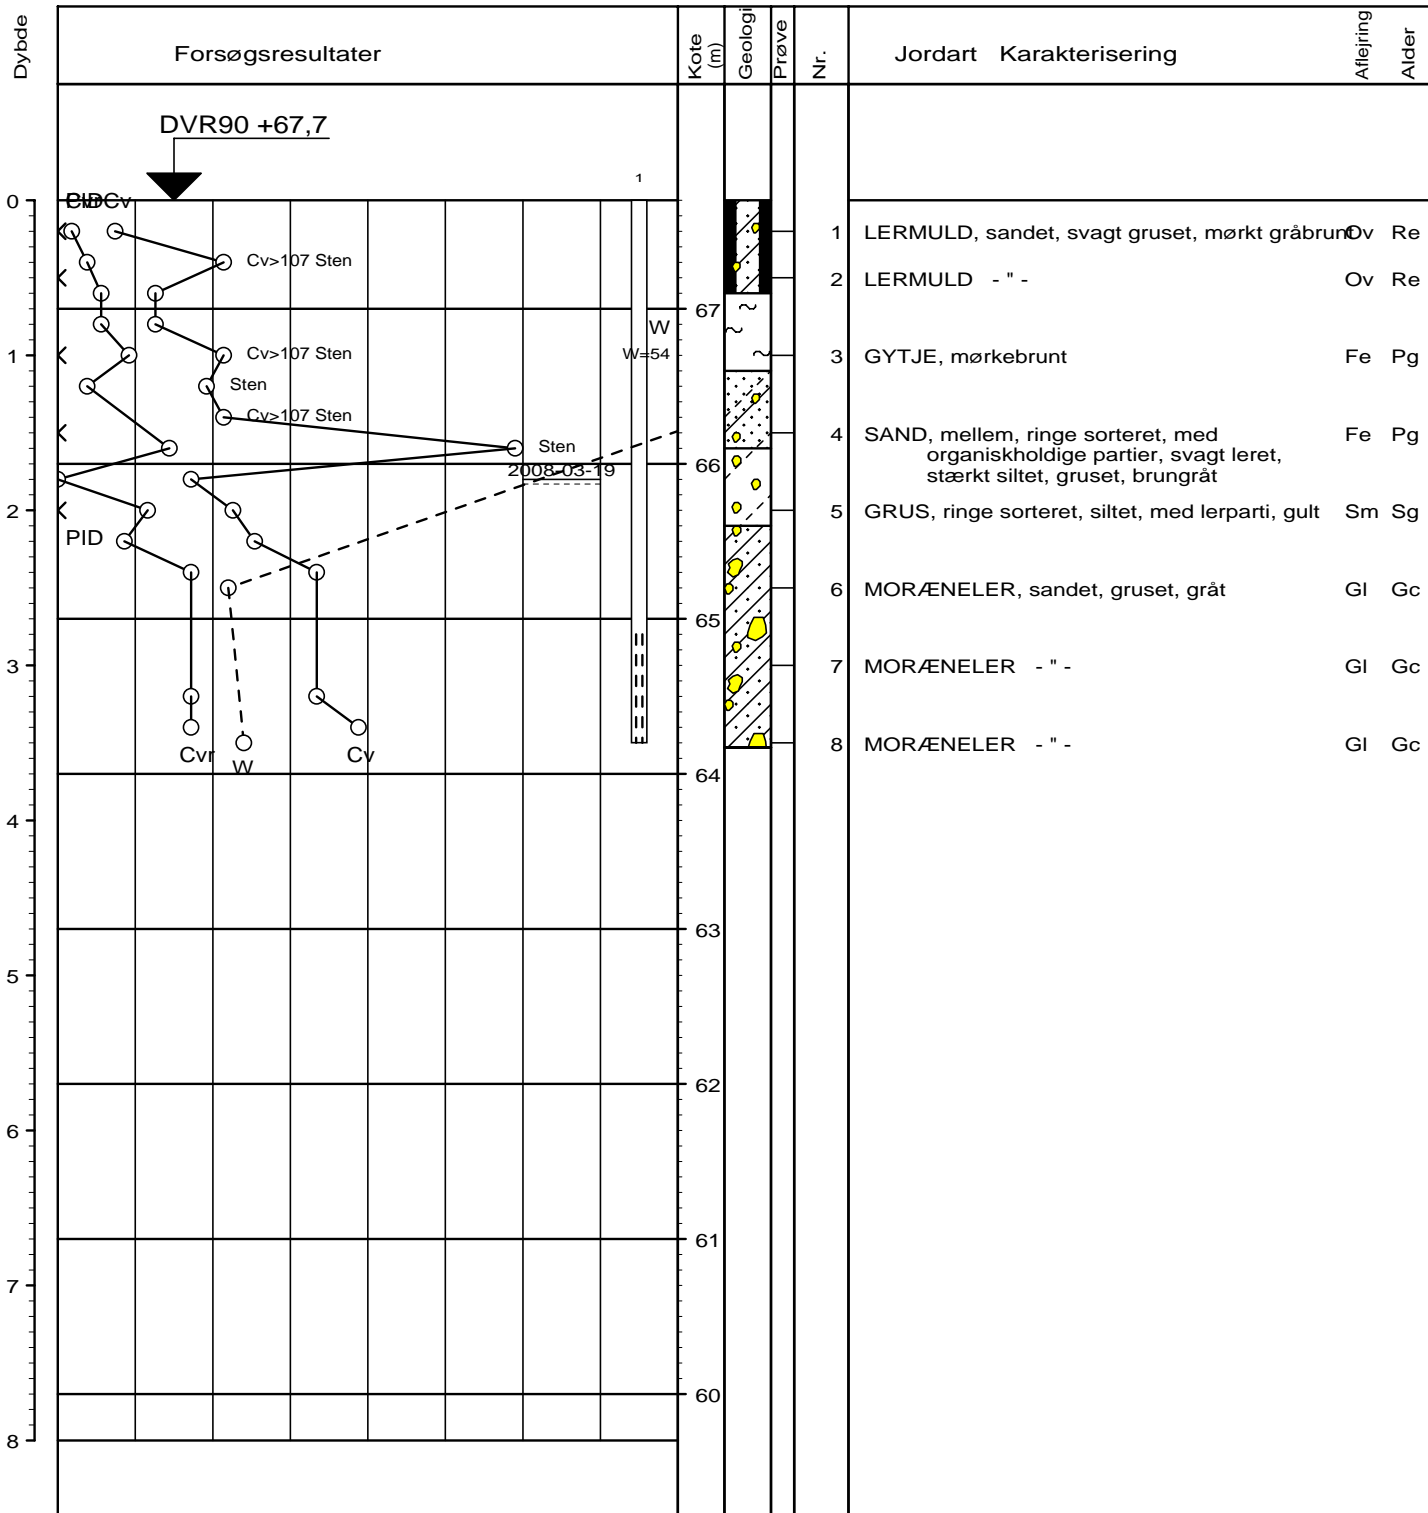 Dybde
Forsøgsresultater
Kote
(m)
Geologi
Prøve
Nr.
Jordart Karakterisering
Aflejring
Alder
DVR90 +67,7
1
0
PID
Cvr
Cv
1 LERMULD, sandet, svagt gruset, mørkt gråbrunt Ov Re
Cv>107 Sten
2 LERMULD - " - Ov Re
67
W
1
Cv>107 Sten
W=54
3 GYTJE, mørkebrunt Fe Pg
Sten
Cv>107 Sten
4 SAND, mellem, ringe sorteret, med Fe Pg
organiskholdige partier, svagt leret,
stærkt siltet, gruset, brungråt
Sten
66
2008-03-19
2
5 GRUS, ringe sorteret, siltet, med lerparti, gult Sm Sg
PID
6 MORÆNELER, sandet, gruset, gråt Gl Gc
65
3
7 MORÆNELER - " - Gl Gc
8 MORÆNELER - " - Gl Gc
Cvr
W
Cv
64
4
63
5
62
6
61
7
60
8